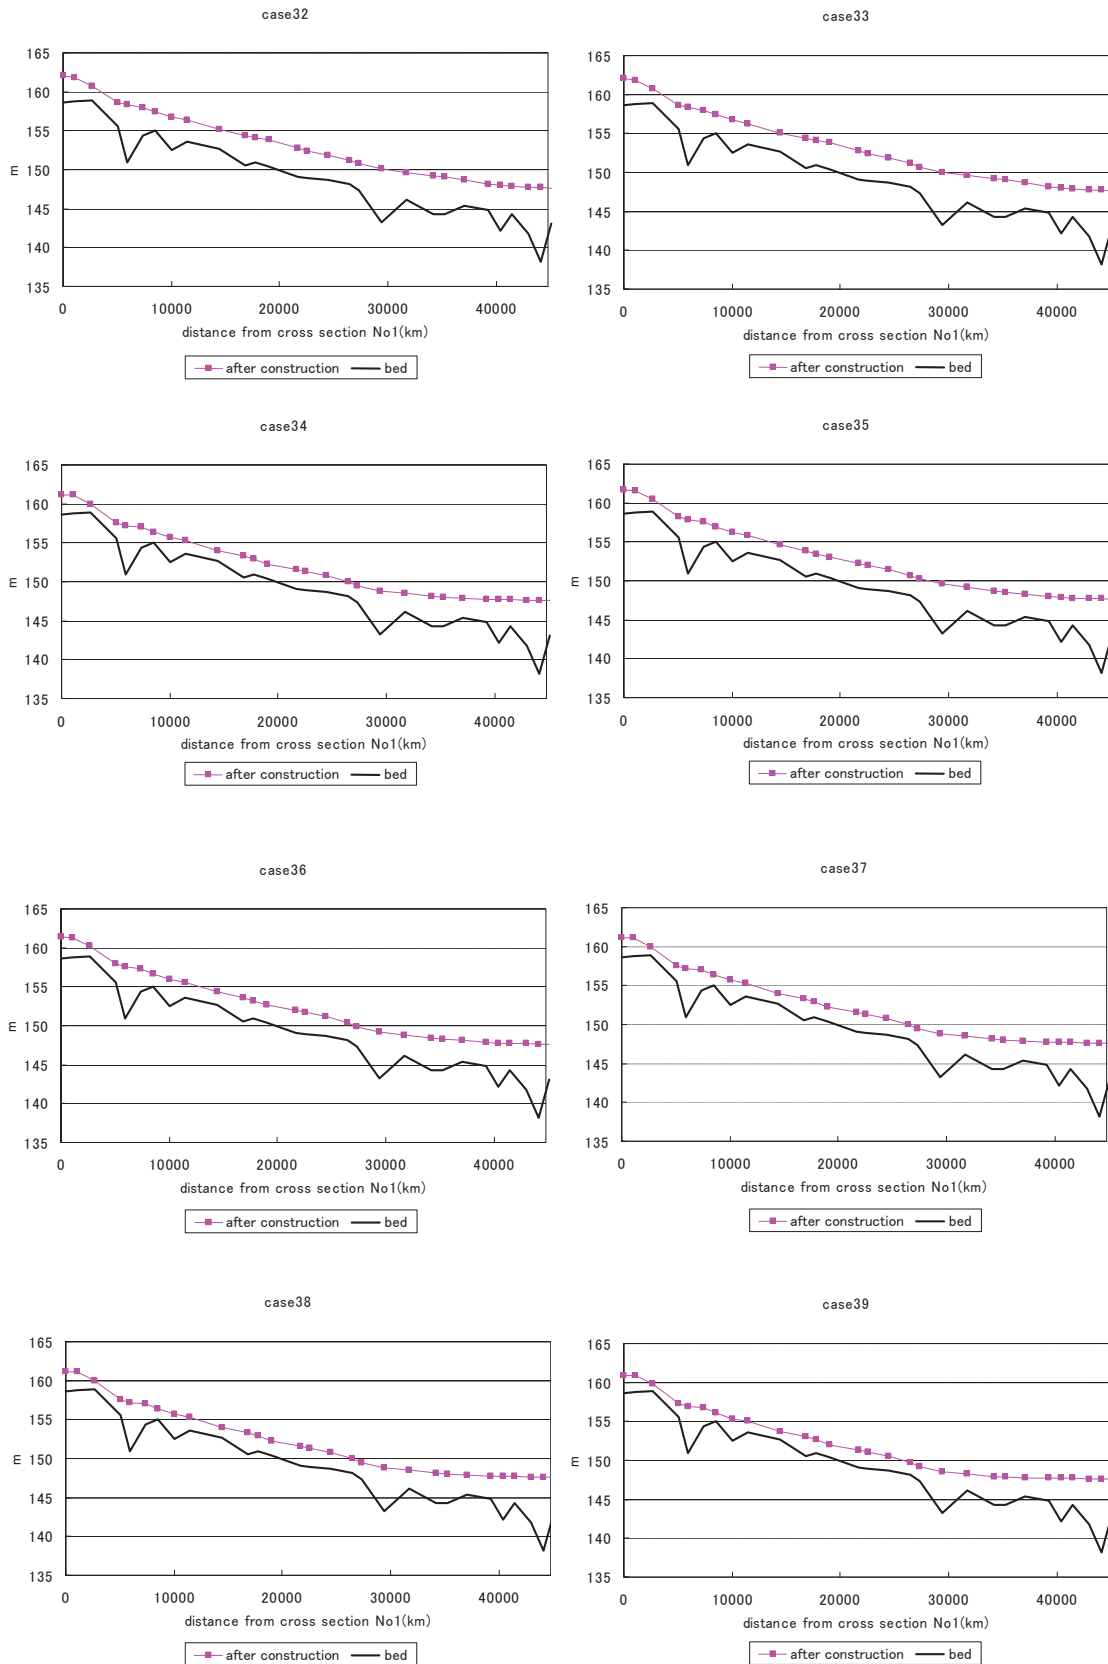 case32
165
160
155
150
145
140
135
m
0 10000 20000 30000 40000
distance from cross section No1(km)
after construction bed
case33
165
160
155
150
145
140
135
0 10000 20000 30000 40000
distance from cross section No1(km)
after construction bed
case34
165
160
155
150
145
140
135
m
0 10000 20000 30000 40000
distance from cross section No1(km)
after construction bed
case35
165
160
155
150
145
140
135
m
0 10000 20000 30000 40000
distance from cross section No1(km)
after construction bed
case36
165
160
155
150
145
140
135
m
0 10000 20000 30000 40000
distance from cross section No1(km)
after construction bed
case37
165
160
155
150
145
140
135
m
0 10000 20000 30000 40000
distance from cross section No1(km)
after construction bed
case38
165
160
155
150
145
140
135
m
0 10000 20000 30000 40000
distance from cross section No1(km)
after construction bed
case39
165
160
155
150
145
140
135
m
0 10000 20000 30000 40000
distance from cross section No1(km)
after construction bed